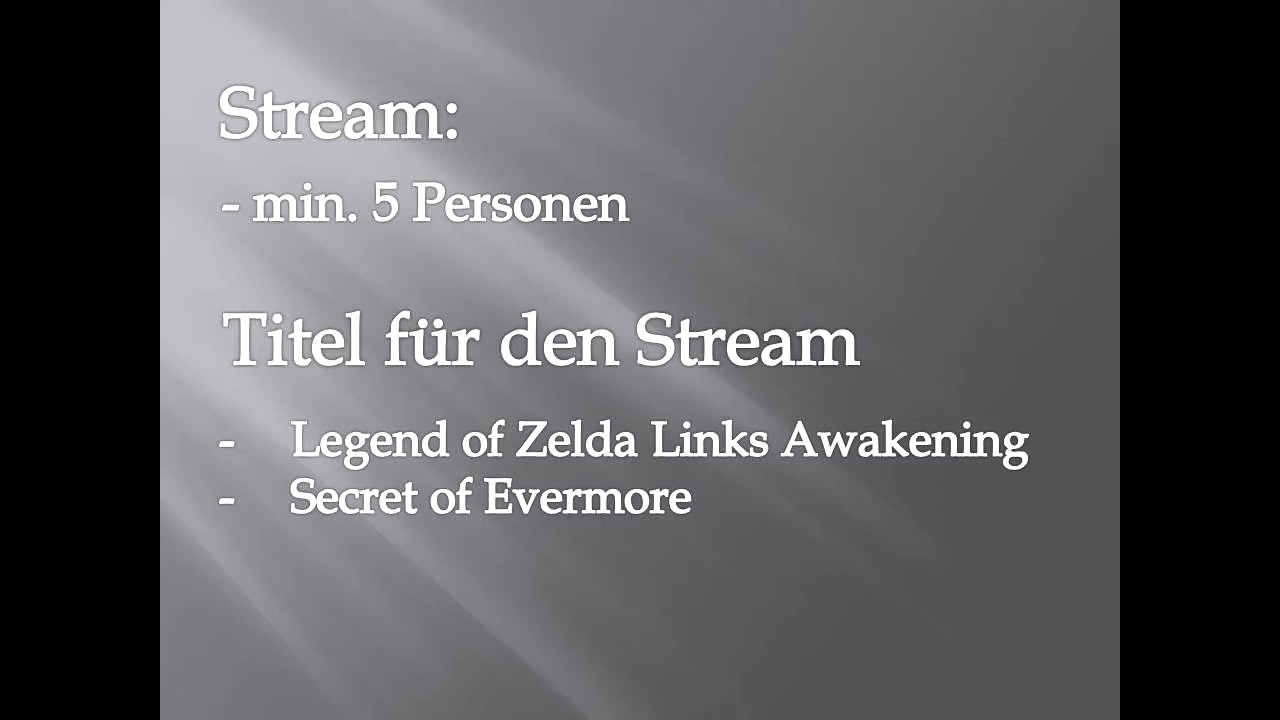 Stream:
- min. 5 Personen
Titel für den Stream
- Legend of Zelda Links Awakening
- Secret of Evermore